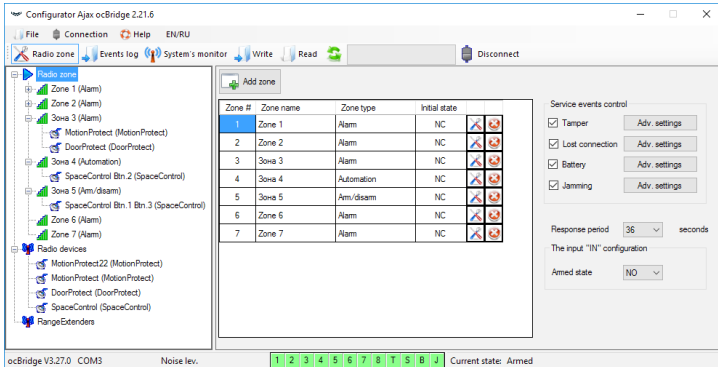 Configurator Ajax ocBridge 2.21.6
File Connection Help EN/RU
Radio zone Events log System's monitor Write Read Disconnect
Radio zone
Zone 1 (Alarm)
Zone 2 (Alarm)
Зона 3 (Alarm)
MotionProtect (MotionProtect)
DoorProtect (DoorProtect)
Зона 4 (Automation)
SpaceControl Btn.2 (SpaceControl)
Зона 5 (Arm/disarm)
SpaceControl Btn.1 Btn.3 (SpaceControl)
Zone 6 (Alarm)
Zone 7 (Alarm)
Radio devices
MotionProtect22 (MotionProtect)
MotionProtect (MotionProtect)
DoorProtect (DoorProtect)
SpaceControl (SpaceControl)
RangeExtenders
Add zone
Zone # Zone name Zone type Initial state
1 Zone 1 Alarm NC
2 Zone 2 Alarm NC
3 Зона 3 Alarm NC
4 Зона 4 Automation NC
5 Зона 5 Arm/disarm NC
6 Zone 6 Alarm NC
7 Zone 7 Alarm NC
Service events control
Tamper Adv. settings
Lost connection Adv. settings
Battery Adv. settings
Jamming Adv. settings
Response period 36 seconds
The input "IN" configuration
Armed state NO
ocBridge V3.27.0 COM3 Noise lev. 1 2 3 4 5 6 7 8 T S B J Current state: Armed